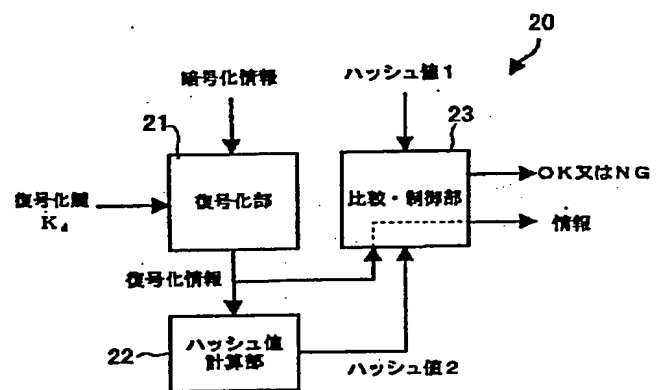 20
暗号化情報
ハッシュ値1
21
23
復号化鍵
Kd
復号化部
比較・制御部
OK又はNG
情報
復号化情報
22
ハッシュ値
計算部
ハッシュ値2